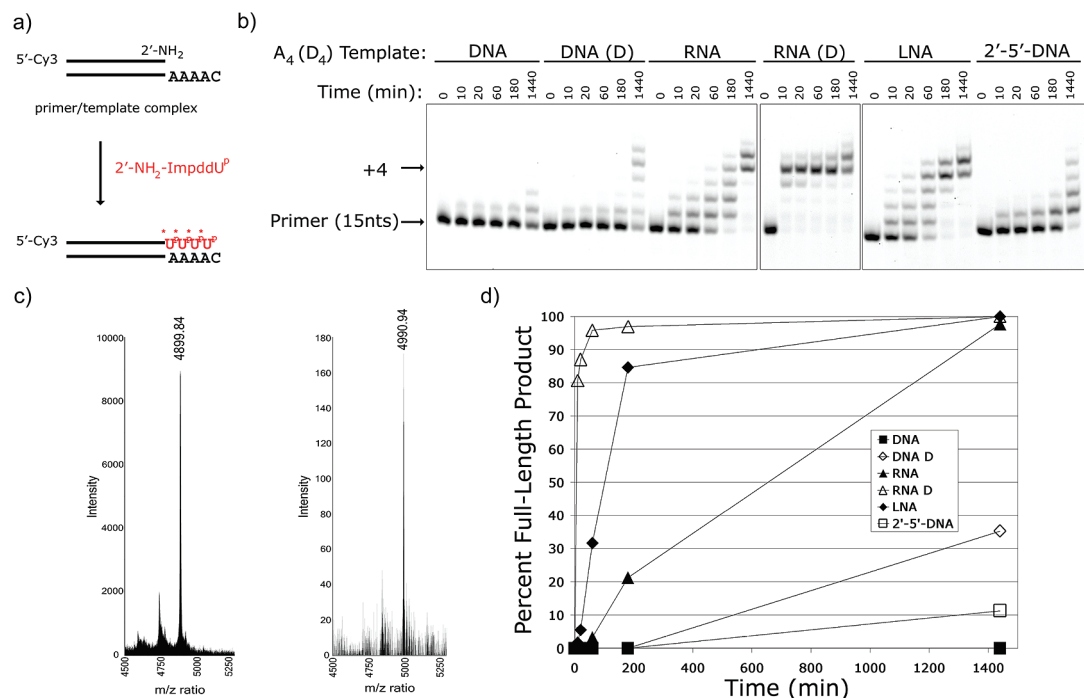 a)
2'-NH2
5'-Cy3
AAAAC
primer/template complex
2'-NH2-ImpddUp
* * * *
5'-Cy3
UpUpUpUp
AAAAC
b)
A4 (D4) Template:
DNA
DNA (D)
RNA
RNA (D)
LNA
2'-5'-DNA
Time (min):
0 10 20 60 180 1440
0 10 20 60 180 1440
0 10 20 60 180 1440
0 10 20 60 180 1440
0 10 20 60 180 1440
0 10 20 60 180 1440
+4
Primer (15nts)
c)
4899.84
10000
8000
6000
4000
2000
0
Intensity
4500 4750 5000 5250
m/z ratio
4990.94
180
160
140
120
100
80
60
40
20
0
Intensity
4500 4750 5000 5250
m/z ratio
d)
Percent Full-Length Product
100
90
80
70
60
50
40
30
20
10
0
DNA
DNA D
RNA
RNA D
LNA
2'-5'-DNA
0 200 400 600 800 1000 1200 1400
Time (min)